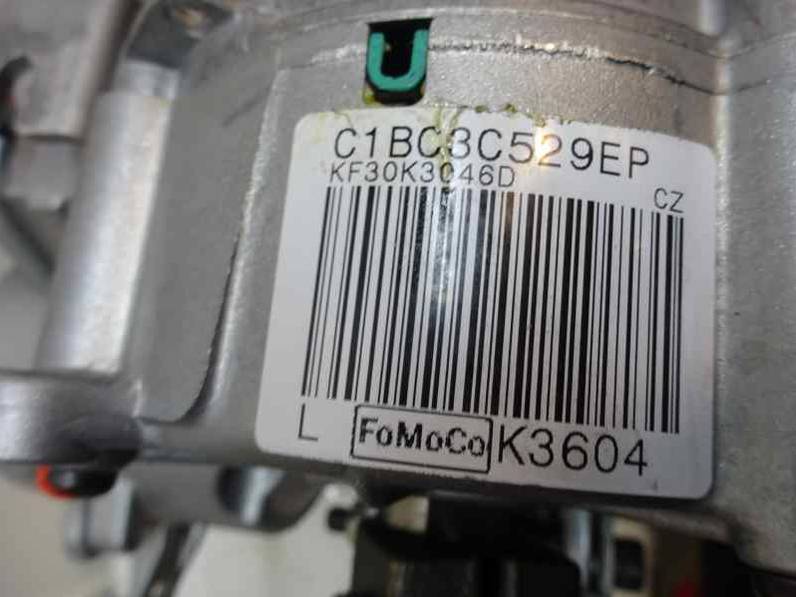 C1BC3C529EP
KF30K3046D
CZ
L FoMoCo K3604